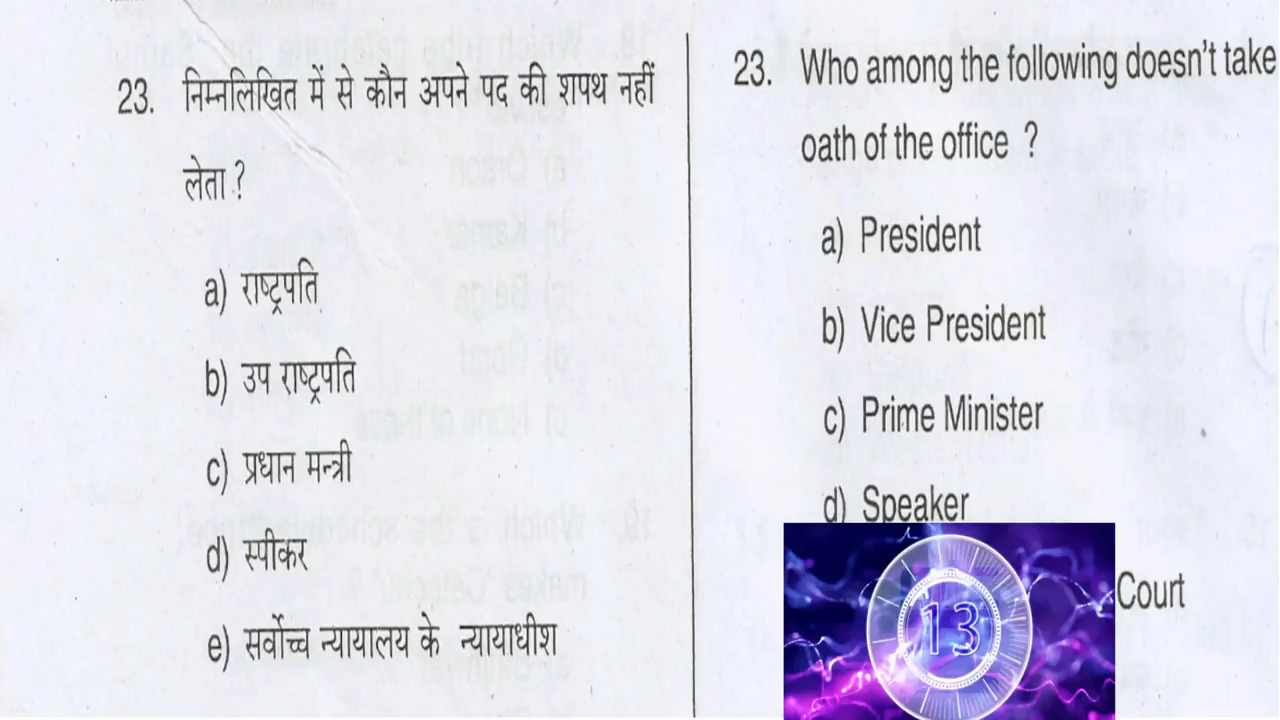 23. निम्नलिखित में से कौन अपने पद की शपथ नहीं
लेता ?
a) राष्ट्रपति
b) उप राष्ट्रपति
c) प्रधान मन्त्री
d) स्पीकर
e) सर्वोच्च न्यायालय के न्यायाधीश
23. Who among the following doesn't take
oath of the office ?
a) President
b) Vice President
c) Prime Minister
d) Speaker
Court
13